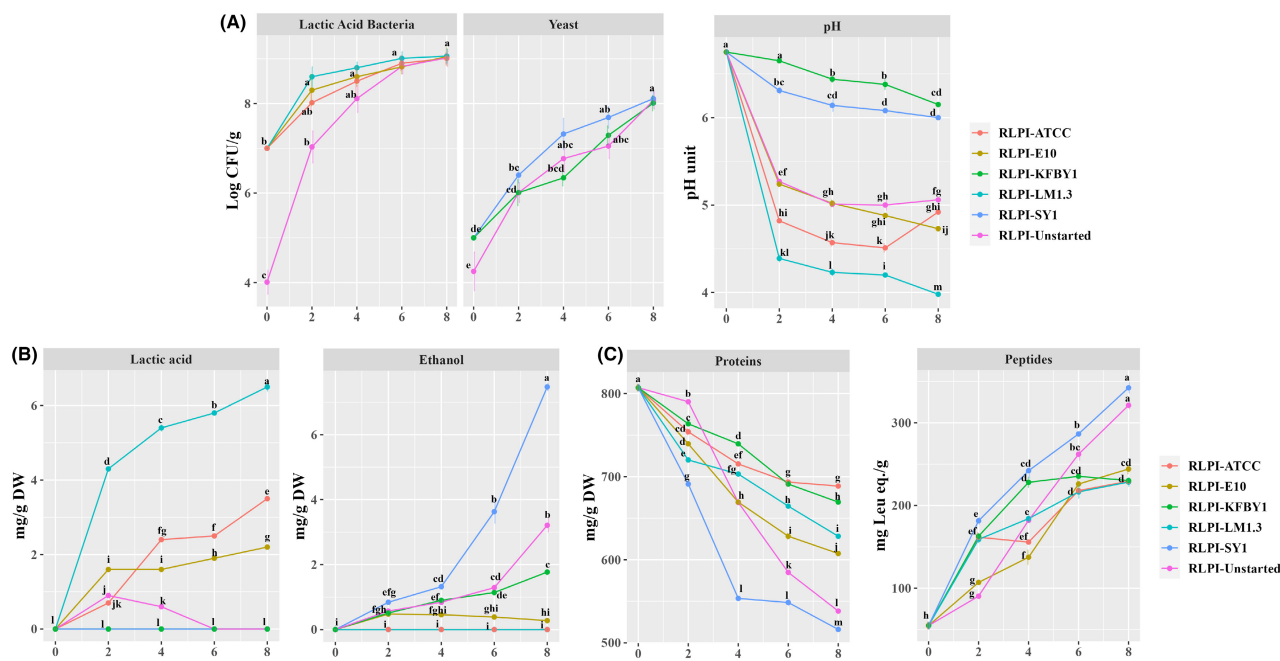 (A)
Lactic Acid Bacteria
Yeast
pH
Log CFU/g
8
6
4
0 2 4 6 8
0 2 4 6 8
b
c
a
ab
b
a
ab
a
a
de
e
bc
cd
abc
bcd
ab
abc
a
pH unit
6
5
4
0 2 4 6 8
a
a
bc
ef
hi
kl
b
cd
gh
jk
l
b
d
gh
ghi
k
i
cd
d
fg
ghi
ij
m
RLPI-ATCC
RLPI-E10
RLPI-KFBY1
RLPI-LM1.3
RLPI-SY1
RLPI-Unstarted
(B)
Lactic acid
Ethanol
mg/g DW
6
4
2
0
0 2 4 6 8
l
d
i
j
jk
l
c
fg
i
k
l
b
f
h
l
a
e
g
l
mg/g DW
6
4
2
0
0 2 4 6 8
i
efg
fgh
i
cd
ef
fghi
i
b
cd
de
ghi
i
a
b
c
hi
i
(C)
Proteins
Peptides
mg/g DW
800
700
600
500
0 2 4 6 8
a
b
c
cd
d
e
g
d
ef
fg
h
l
g
h
i
k
l
g
h
i
j
l
m
mg Leu eq./g
300
200
100
0 2 4 6 8
h
e
ef
g
g
cd
d
c
ef
f
b
bc
cd
d
a
a
cd
d
RLPI-ATCC
RLPI-E10
RLPI-KFBY1
RLPI-LM1.3
RLPI-SY1
RLPI-Unstarted